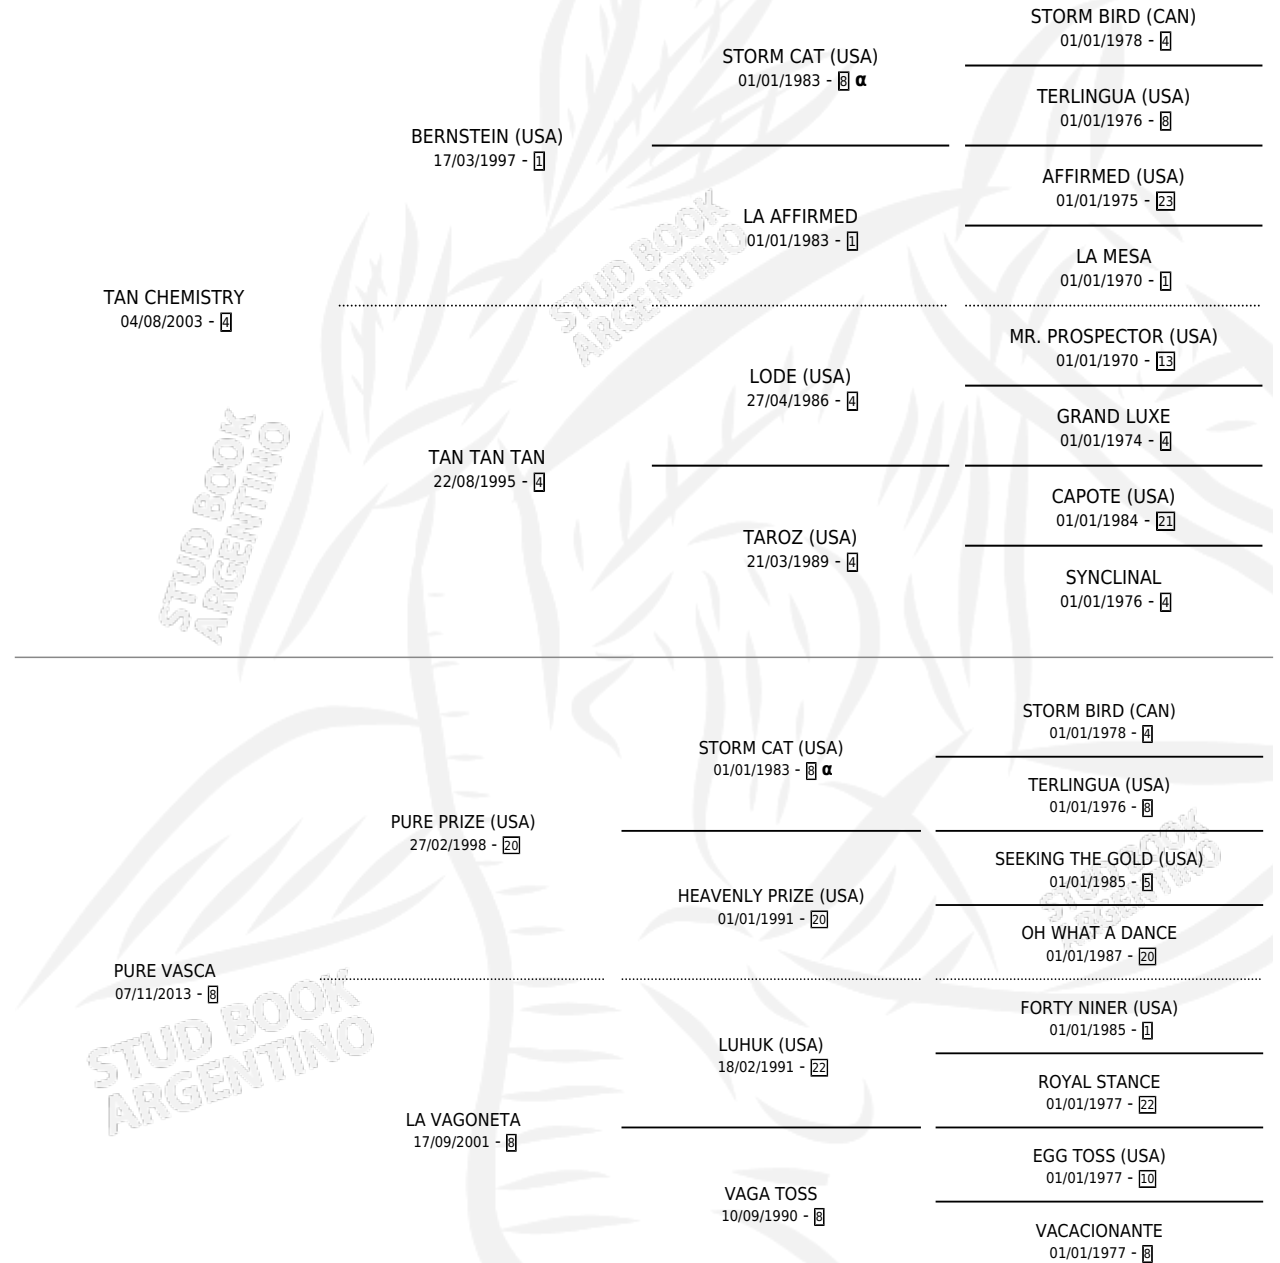 STORM BIRD (CAN)
01/01/1978 - 4
STORM CAT (USA)
01/01/1983 - 8 α
TERLINGUA (USA)
01/01/1976 - 8
BERNSTEIN (USA)
17/03/1997 - 1
AFFIRMED (USA)
01/01/1975 - 23
LA AFFIRMED
01/01/1983 - 1
LA MESA
01/01/1970 - 1
TAN CHEMISTRY
04/08/2003 - 4
MR. PROSPECTOR (USA)
01/01/1970 - 13
LODE (USA)
27/04/1986 - 4
GRAND LUXE
01/01/1974 - 4
TAN TAN TAN
22/08/1995 - 4
CAPOTE (USA)
01/01/1984 - 21
TAROZ (USA)
21/03/1989 - 4
SYNCLINAL
01/01/1976 - 4
STUD BOOK
ARGENTINO
STUD BOOK
ARGENTINO
STORM BIRD (CAN)
01/01/1978 - 4
STORM CAT (USA)
01/01/1983 - 8 α
TERLINGUA (USA)
01/01/1976 - 8
PURE PRIZE (USA)
27/02/1998 - 20
SEEKING THE GOLD (USA)
01/01/1985 - 5
HEAVENLY PRIZE (USA)
01/01/1991 - 20
OH WHAT A DANCE
01/01/1987 - 20
PURE VASCA
07/11/2013 - 8
FORTY NINER (USA)
01/01/1985 - 1
LUHUK (USA)
18/02/1991 - 22
ROYAL STANCE
01/01/1977 - 22
LA VAGONETA
17/09/2001 - 8
EGG TOSS (USA)
01/01/1977 - 10
VAGA TOSS
10/09/1990 - 8
VACACIONANTE
01/01/1977 - 8
STUD BOOK
ARGENTINO
STUD BOOK
ARGENTINO